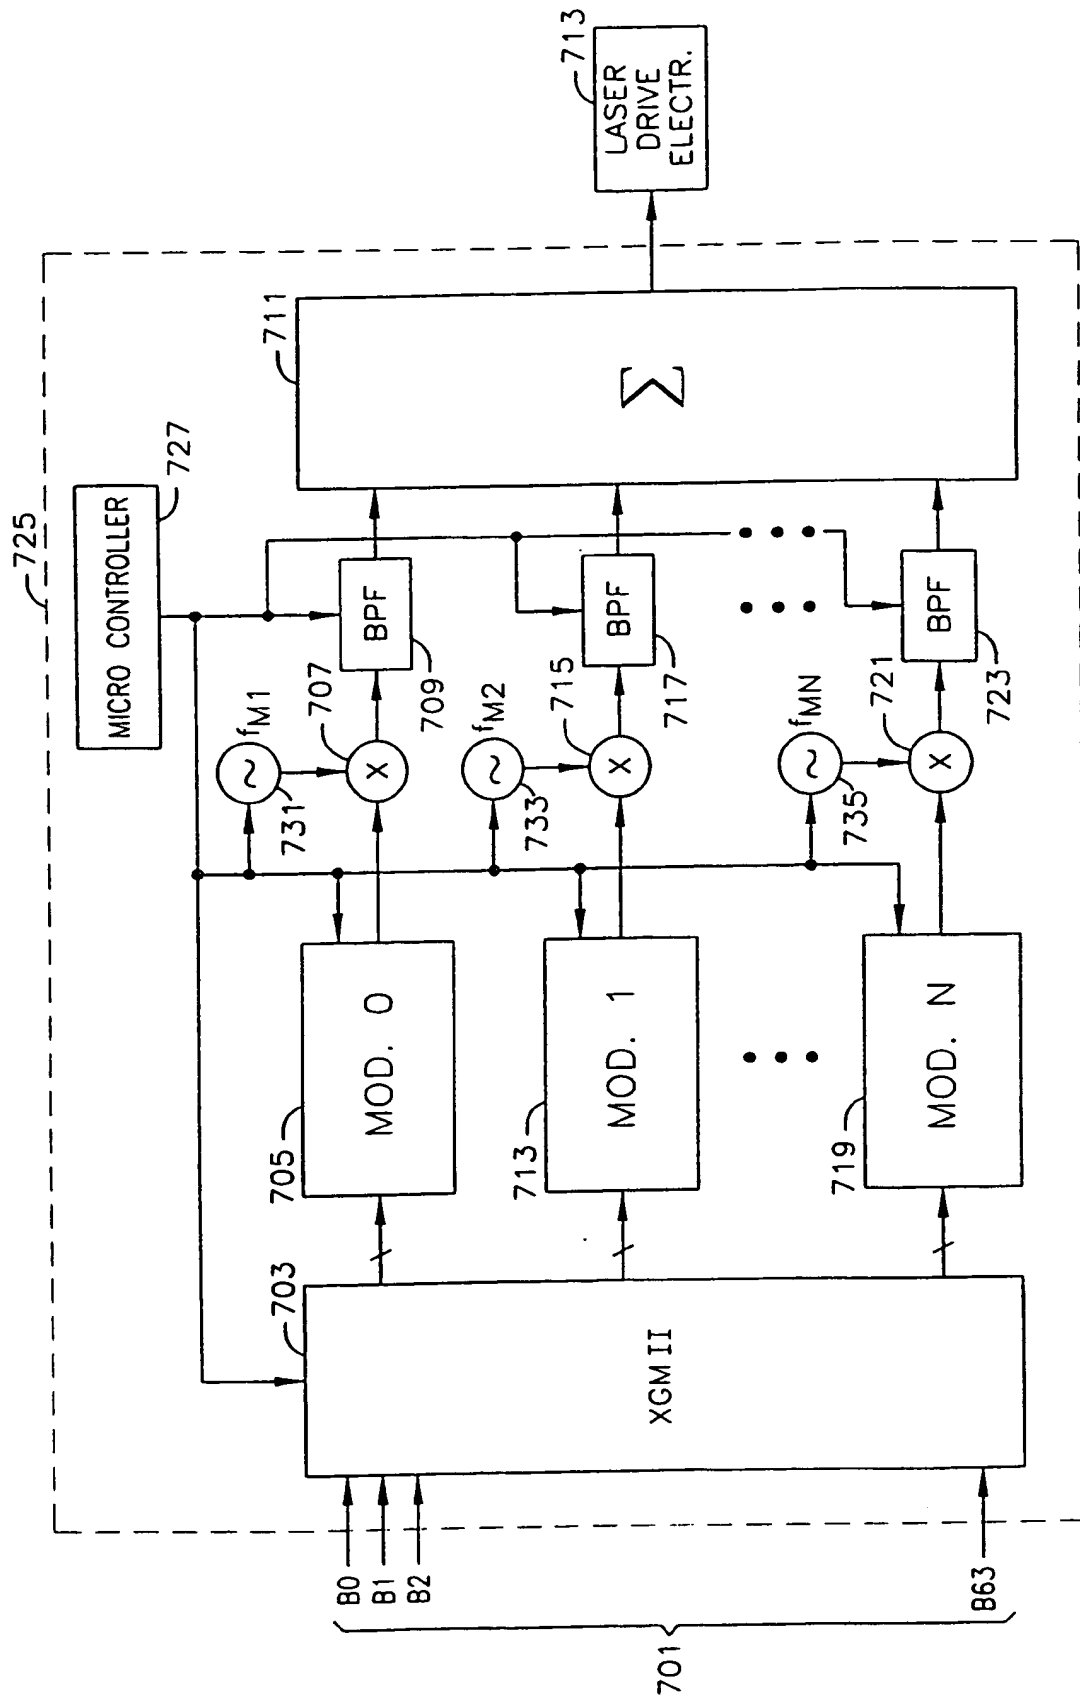 725
MICRO CONTROLLER
727
731
fM1
707
BPF
709
711
Σ
LASER
DRIVE
ELECTR.
713
701
B0
B1
B2
B63
703
XGMII
705
MOD. 0
713
MOD. 1
719
MOD. N
733
fM2
X
715
X
BPF
717
735
fMN
721
X
BPF
723